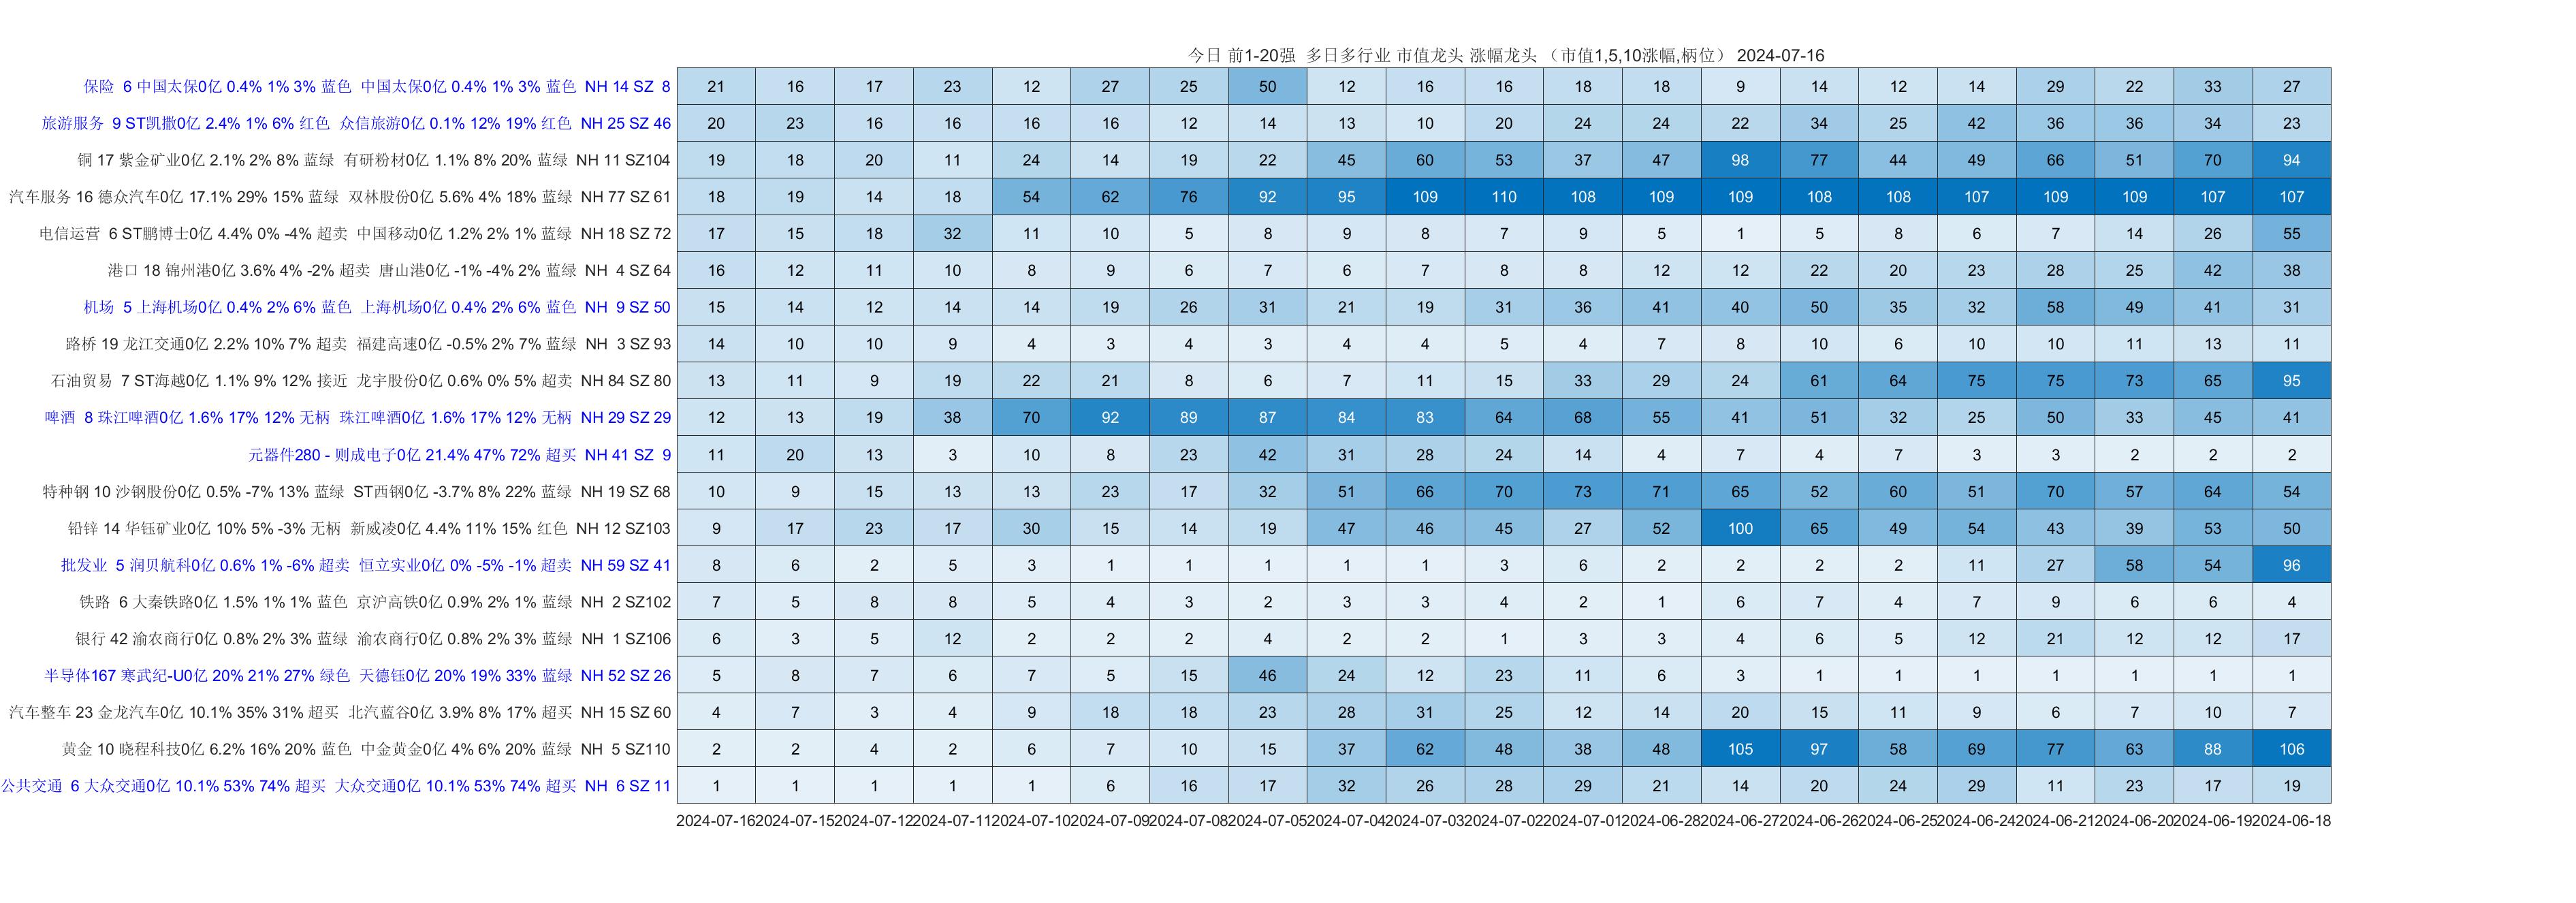 今日 前1-20强 多日多行业 市值龙头 涨幅龙头 （市值1,5,10涨幅,柄位） 2024-07-16
保险 6 中国太保0亿 0.4% 1% 3% 蓝色 中国太保0亿 0.4% 1% 3% 蓝色 NH 14 SZ 8 21 16 17 23 12 27 25 50 12 16 16 18 18 9 14 12 14 29 22 33 27
旅游服务 9 ST凯撒0亿 2.4% 1% 6% 红色 众信旅游0亿 0.1% 12% 19% 红色 NH 25 SZ 46 20 23 16 16 16 16 12 14 13 10 20 24 24 22 34 25 42 36 36 34 23
铜 17 紫金矿业0亿 2.1% 2% 8% 蓝绿 有研粉材0亿 1.1% 8% 20% 蓝绿 NH 11 SZ104 19 18 20 11 24 14 19 22 45 60 53 37 47 98 77 44 49 66 51 70 94
汽车服务 16 德众汽车0亿 17.1% 29% 15% 蓝绿 双林股份0亿 5.6% 4% 18% 蓝绿 NH 77 SZ 61 18 19 14 18 54 62 76 92 95 109 110 108 109 109 108 108 107 109 109 107 107
电信运营 6 ST鹏博士0亿 4.4% 0% -4% 超卖 中国移动0亿 1.2% 2% 1% 蓝绿 NH 18 SZ 72 17 15 18 32 11 10 5 8 9 8 7 9 5 1 5 8 6 7 14 26 55
港口 18 锦州港0亿 3.6% 4% -2% 超卖 唐山港0亿 -1% -4% 2% 蓝绿 NH 4 SZ 64 16 12 11 10 8 9 6 7 6 7 8 8 12 12 22 20 23 28 25 42 38
机场 5 上海机场0亿 0.4% 2% 6% 蓝色 上海机场0亿 0.4% 2% 6% 蓝色 NH 9 SZ 50 15 14 12 14 14 19 26 31 21 19 31 36 41 40 50 35 32 58 49 41 31
路桥 19 龙江交通0亿 2.2% 10% 7% 超卖 福建高速0亿 -0.5% 2% 7% 蓝绿 NH 3 SZ 93 14 10 10 9 4 3 4 3 4 4 5 4 7 8 10 6 10 10 11 13 11
石油贸易 7 ST海越0亿 1.1% 9% 12% 接近 龙宇股份0亿 0.6% 0% 5% 超卖 NH 84 SZ 80 13 11 9 19 22 21 8 6 7 11 15 33 29 24 61 64 75 75 73 65 95
啤酒 8 珠江啤酒0亿 1.6% 17% 12% 无柄 珠江啤酒0亿 1.6% 17% 12% 无柄 NH 29 SZ 29 12 13 19 38 70 92 89 87 84 83 64 68 55 41 51 32 25 50 33 45 41
元器件280 - 则成电子0亿 21.4% 47% 72% 超买 NH 41 SZ 9 11 20 13 3 10 8 23 42 31 28 24 14 4 7 4 7 3 3 2 2 2
特种钢 10 沙钢股份0亿 0.5% -7% 13% 蓝绿 ST西钢0亿 -3.7% 8% 22% 蓝绿 NH 19 SZ 68 10 9 15 13 13 23 17 32 51 66 70 73 71 65 52 60 51 70 57 64 54
铅锌 14 华钰矿业0亿 10% 5% -3% 无柄 新威凌0亿 4.4% 11% 15% 红色 NH 12 SZ103 9 17 23 17 30 15 14 19 47 46 45 27 52 100 65 49 54 43 39 53 50
批发业 5 润贝航科0亿 0.6% 1% -6% 超卖 恒立实业0亿 0% -5% -1% 超卖 NH 59 SZ 41 8 6 2 5 3 1 1 1 1 1 3 6 2 2 2 2 11 27 58 54 96
铁路 6 大秦铁路0亿 1.5% 1% 1% 蓝色 京沪高铁0亿 0.9% 2% 1% 蓝绿 NH 2 SZ102 7 5 8 8 5 4 3 2 3 3 4 2 1 6 7 4 7 9 6 6 4
银行 42 渝农商行0亿 0.8% 2% 3% 蓝绿 渝农商行0亿 0.8% 2% 3% 蓝绿 NH 1 SZ106 6 3 5 12 2 2 2 4 2 2 1 3 3 4 6 5 12 21 12 12 17
半导体167 寒武纪-U0亿 20% 21% 27% 绿色 天德钰0亿 20% 19% 33% 蓝绿 NH 52 SZ 26 5 8 7 6 7 5 15 46 24 12 23 11 6 3 1 1 1 1 1 1 1
汽车整车 23 金龙汽车0亿 10.1% 35% 31% 超买 北汽蓝谷0亿 3.9% 8% 17% 超买 NH 15 SZ 60 4 7 3 4 9 18 18 23 28 31 25 12 14 20 15 11 9 6 7 10 7
黄金 10 晓程科技0亿 6.2% 16% 20% 蓝色 中金黄金0亿 4% 6% 20% 蓝绿 NH 5 SZ110 2 2 4 2 6 7 10 15 37 62 48 38 48 105 97 58 69 77 63 88 106
公共交通 6 大众交通0亿 10.1% 53% 74% 超买 大众交通0亿 10.1% 53% 74% 超买 NH 6 SZ 11 1 1 1 1 1 6 16 17 32 26 28 29 21 14 20 24 29 11 23 17 19
2024-07-16 2024-07-15 2024-07-12 2024-07-11 2024-07-10 2024-07-09 2024-07-08 2024-07-05 2024-07-04 2024-07-03 2024-07-02 2024-07-01 2024-06-28 2024-06-27 2024-06-26 2024-06-25 2024-06-24 2024-06-21 2024-06-20 2024-06-19 2024-06-18